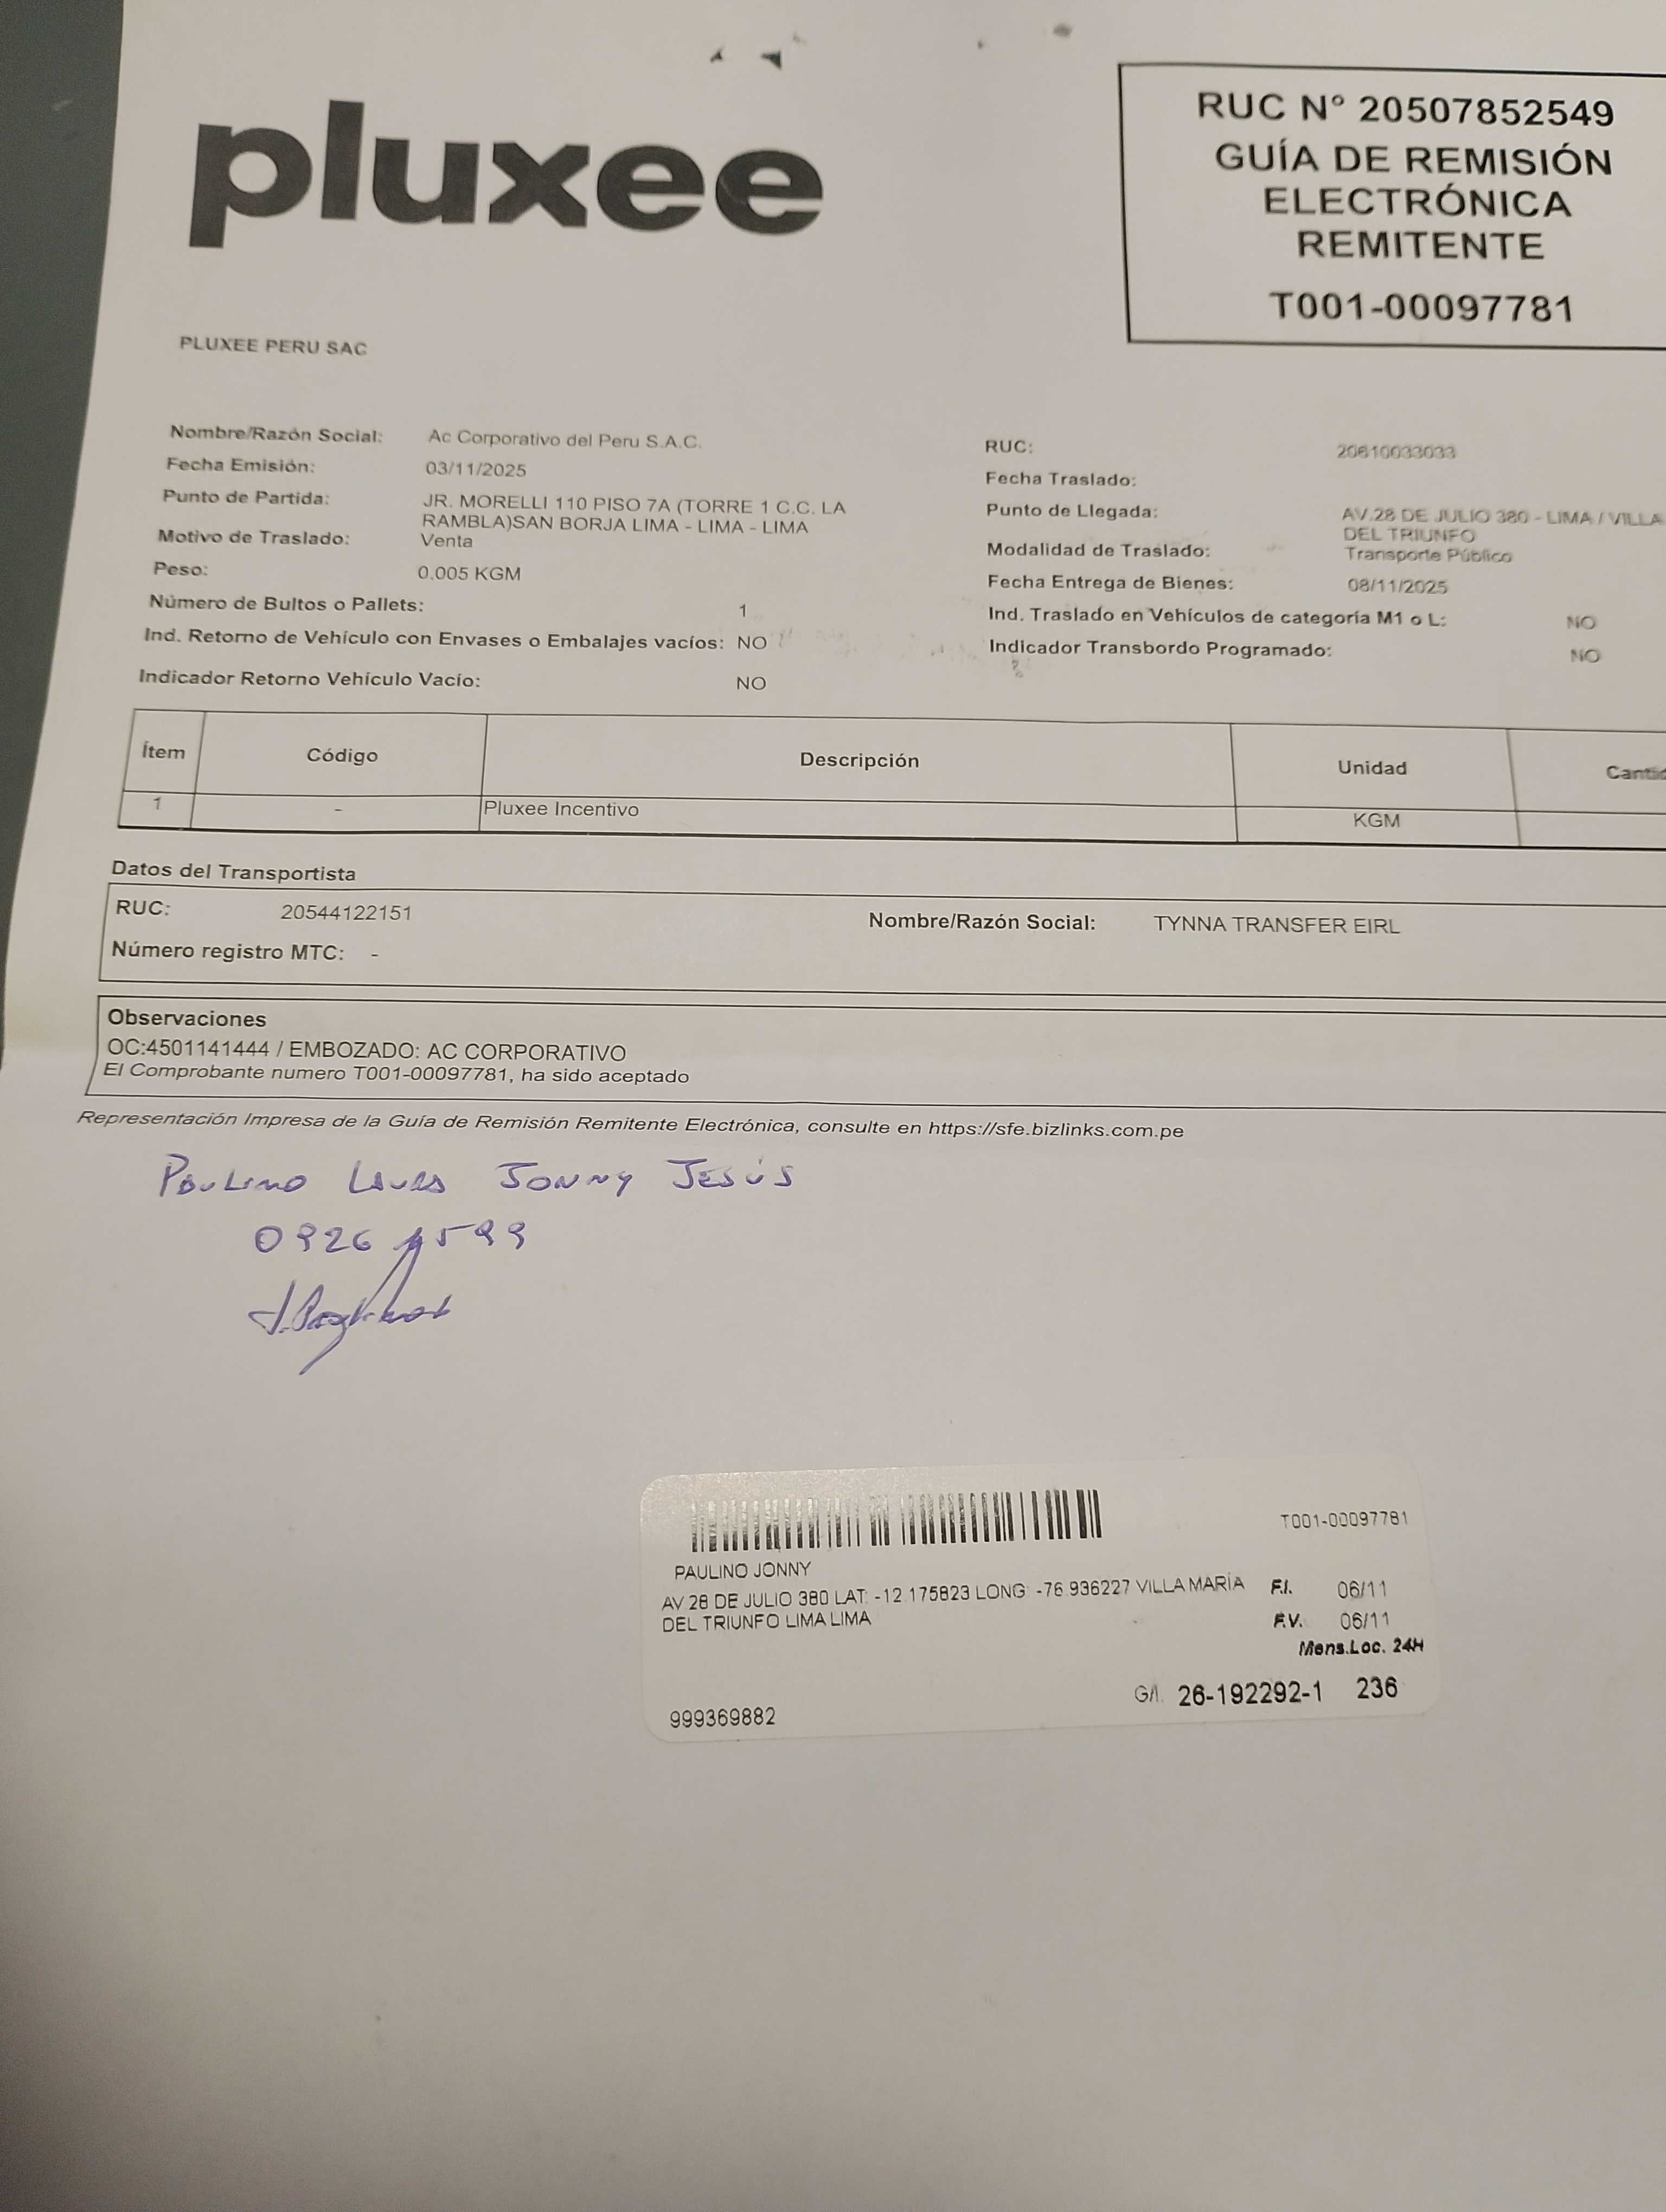 pluxee
RUC N° 20507852549
GUÍA DE REMISIÓN
ELECTRÓNICA
REMITENTE
T001-00097781
PLUXEE PERU SAC
Nombre/Razón Social: Ac Corporativo del Peru S.A.C.
Fecha Emisión: 03/11/2025
Punto de Partida: JR. MORELLI 110 PISO 7A (TORRE 1 C.C. LA
RAMBLA)SAN BORJA LIMA - LIMA - LIMA
Motivo de Traslado: Venta
Peso: 0.005 KGM
Número de Bultos o Pallets: 1
Ind. Retorno de Vehículo con Envases o Embalajes vacíos: NO
Indicador Retorno Vehículo Vacío: NO
RUC: 20610033033
Fecha Traslado:
Punto de Llegada: AV.28 DE JULIO 380 - LIMA / VILLA
DEL TRIUNFO
Modalidad de Traslado: Transporte Público
Fecha Entrega de Bienes: 08/11/2025
Ind. Traslado en Vehículos de categoría M1 o L: NO
Indicador Transbordo Programado: NO
Ítem Código Descripción Unidad
1 - Pluxee Incentivo KGM
Datos del Transportista
RUC: 20544122151 Nombre/Razón Social: TYNNA TRANSFER EIRL
Número registro MTC: -
Observaciones
OC:4501141444 / EMBOZADO: AC CORPORATIVO
El Comprobante numero T001-00097781, ha sido aceptado
Representación Impresa de la Guía de Remisión Remitente Electrónica, consulte en https://sfe.bizlinks.com.pe
PAULINO LAURA JONNY JESÚS
T001-00097781
PAULINO JONNY
AV 28 DE JULIO 380 LAT: -12.175823 LONG: -76.936227 VILLA MARÍA
DEL TRIUNFO LIMA LIMA
F.I. 06/11
F.V. 06/11
Mens.Loc. 24H
G/I. 26-192292-1 236
999369882